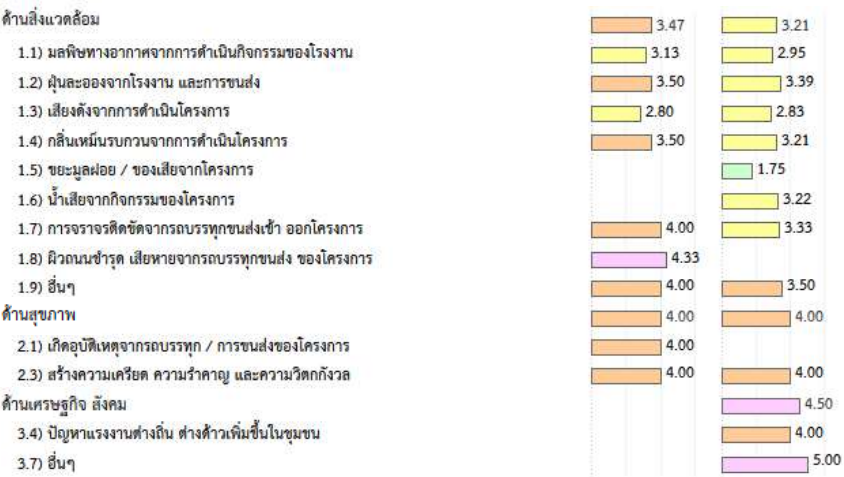 ด้านสิ่งแวดล้อม 3.47 3.21
1.1) มลพิษทางอากาศจากการดำเนินกิจกรรมของโรงงาน 3.13 2.95
1.2) ฝุ่นละอองจากโรงงาน และการขนส่ง 3.50 3.39
1.3) เสียงดังจากการดำเนินโครงการ 2.80 2.83
1.4) กลิ่นเหม็นรบกวนจากการดำเนินโครงการ 3.50 3.21
1.5) ขยะมูลฝอย / ของเสียจากโครงการ 1.75
1.6) น้ำเสียจากกิจกรรมของโครงการ 3.22
1.7) การจราจรติดขัดจากรถบรรทุกขนส่งเข้า ออกโครงการ 4.00 3.33
1.8) ผิวถนนชำรุด เสียหายจากรถบรรทุกขนส่ง ของโครงการ 4.33
1.9) อื่นๆ 4.00 3.50
ด้านสุขภาพ 4.00 4.00
2.1) เกิดอุบัติเหตุจากรถบรรทุก / การขนส่งของโครงการ 4.00
2.3) สร้างความเครียด ความรำคาญ และความวิตกกังวล 4.00 4.00
ด้านเศรษฐกิจ สังคม 4.50
3.4) ปัญหาแรงงานต่างถิ่น ต่างด้าวเพิ่มขึ้นในชุมชน 4.00
3.7) อื่นๆ 5.00